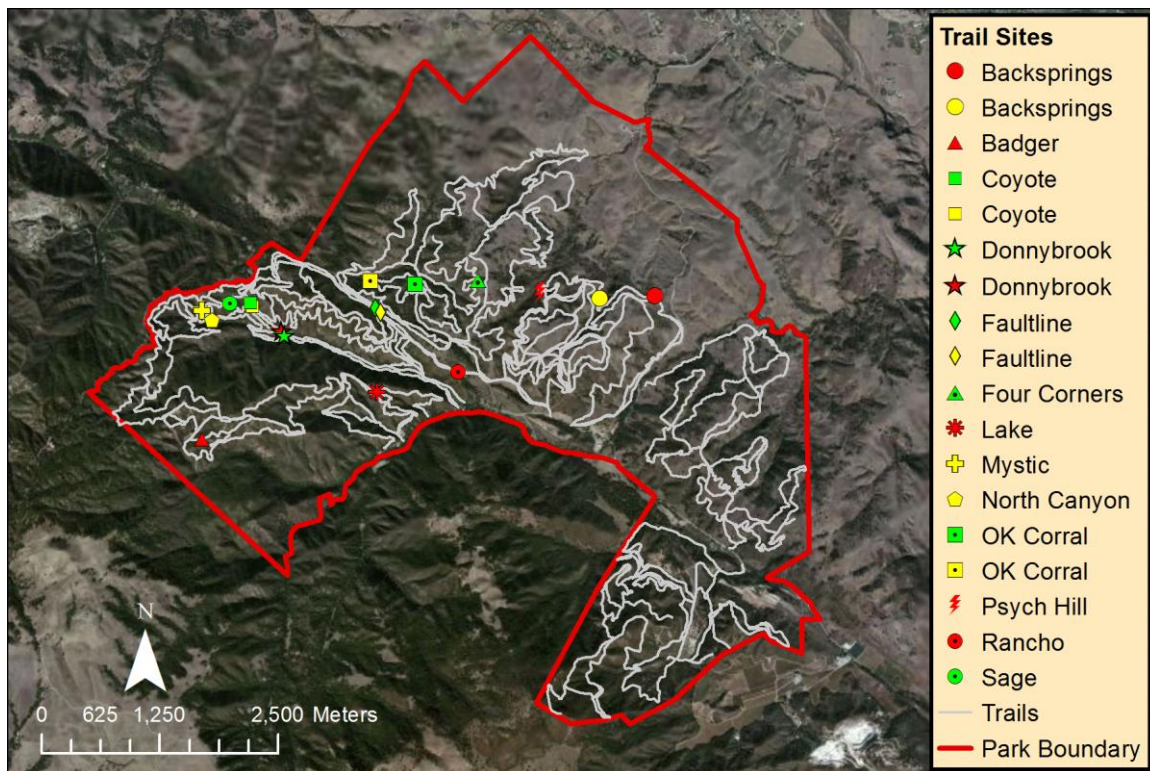 Trail Sites
Backsprings
Backsprings
Badger
Coyote
Coyote
Donnybrook
Donnybrook
Faultline
Faultline
Four Corners
Lake
Mystic
North Canyon
OK Corral
OK Corral
Psych Hill
Rancho
Sage
Trails
Park Boundary
N
0 625 1,250 2,500 Meters